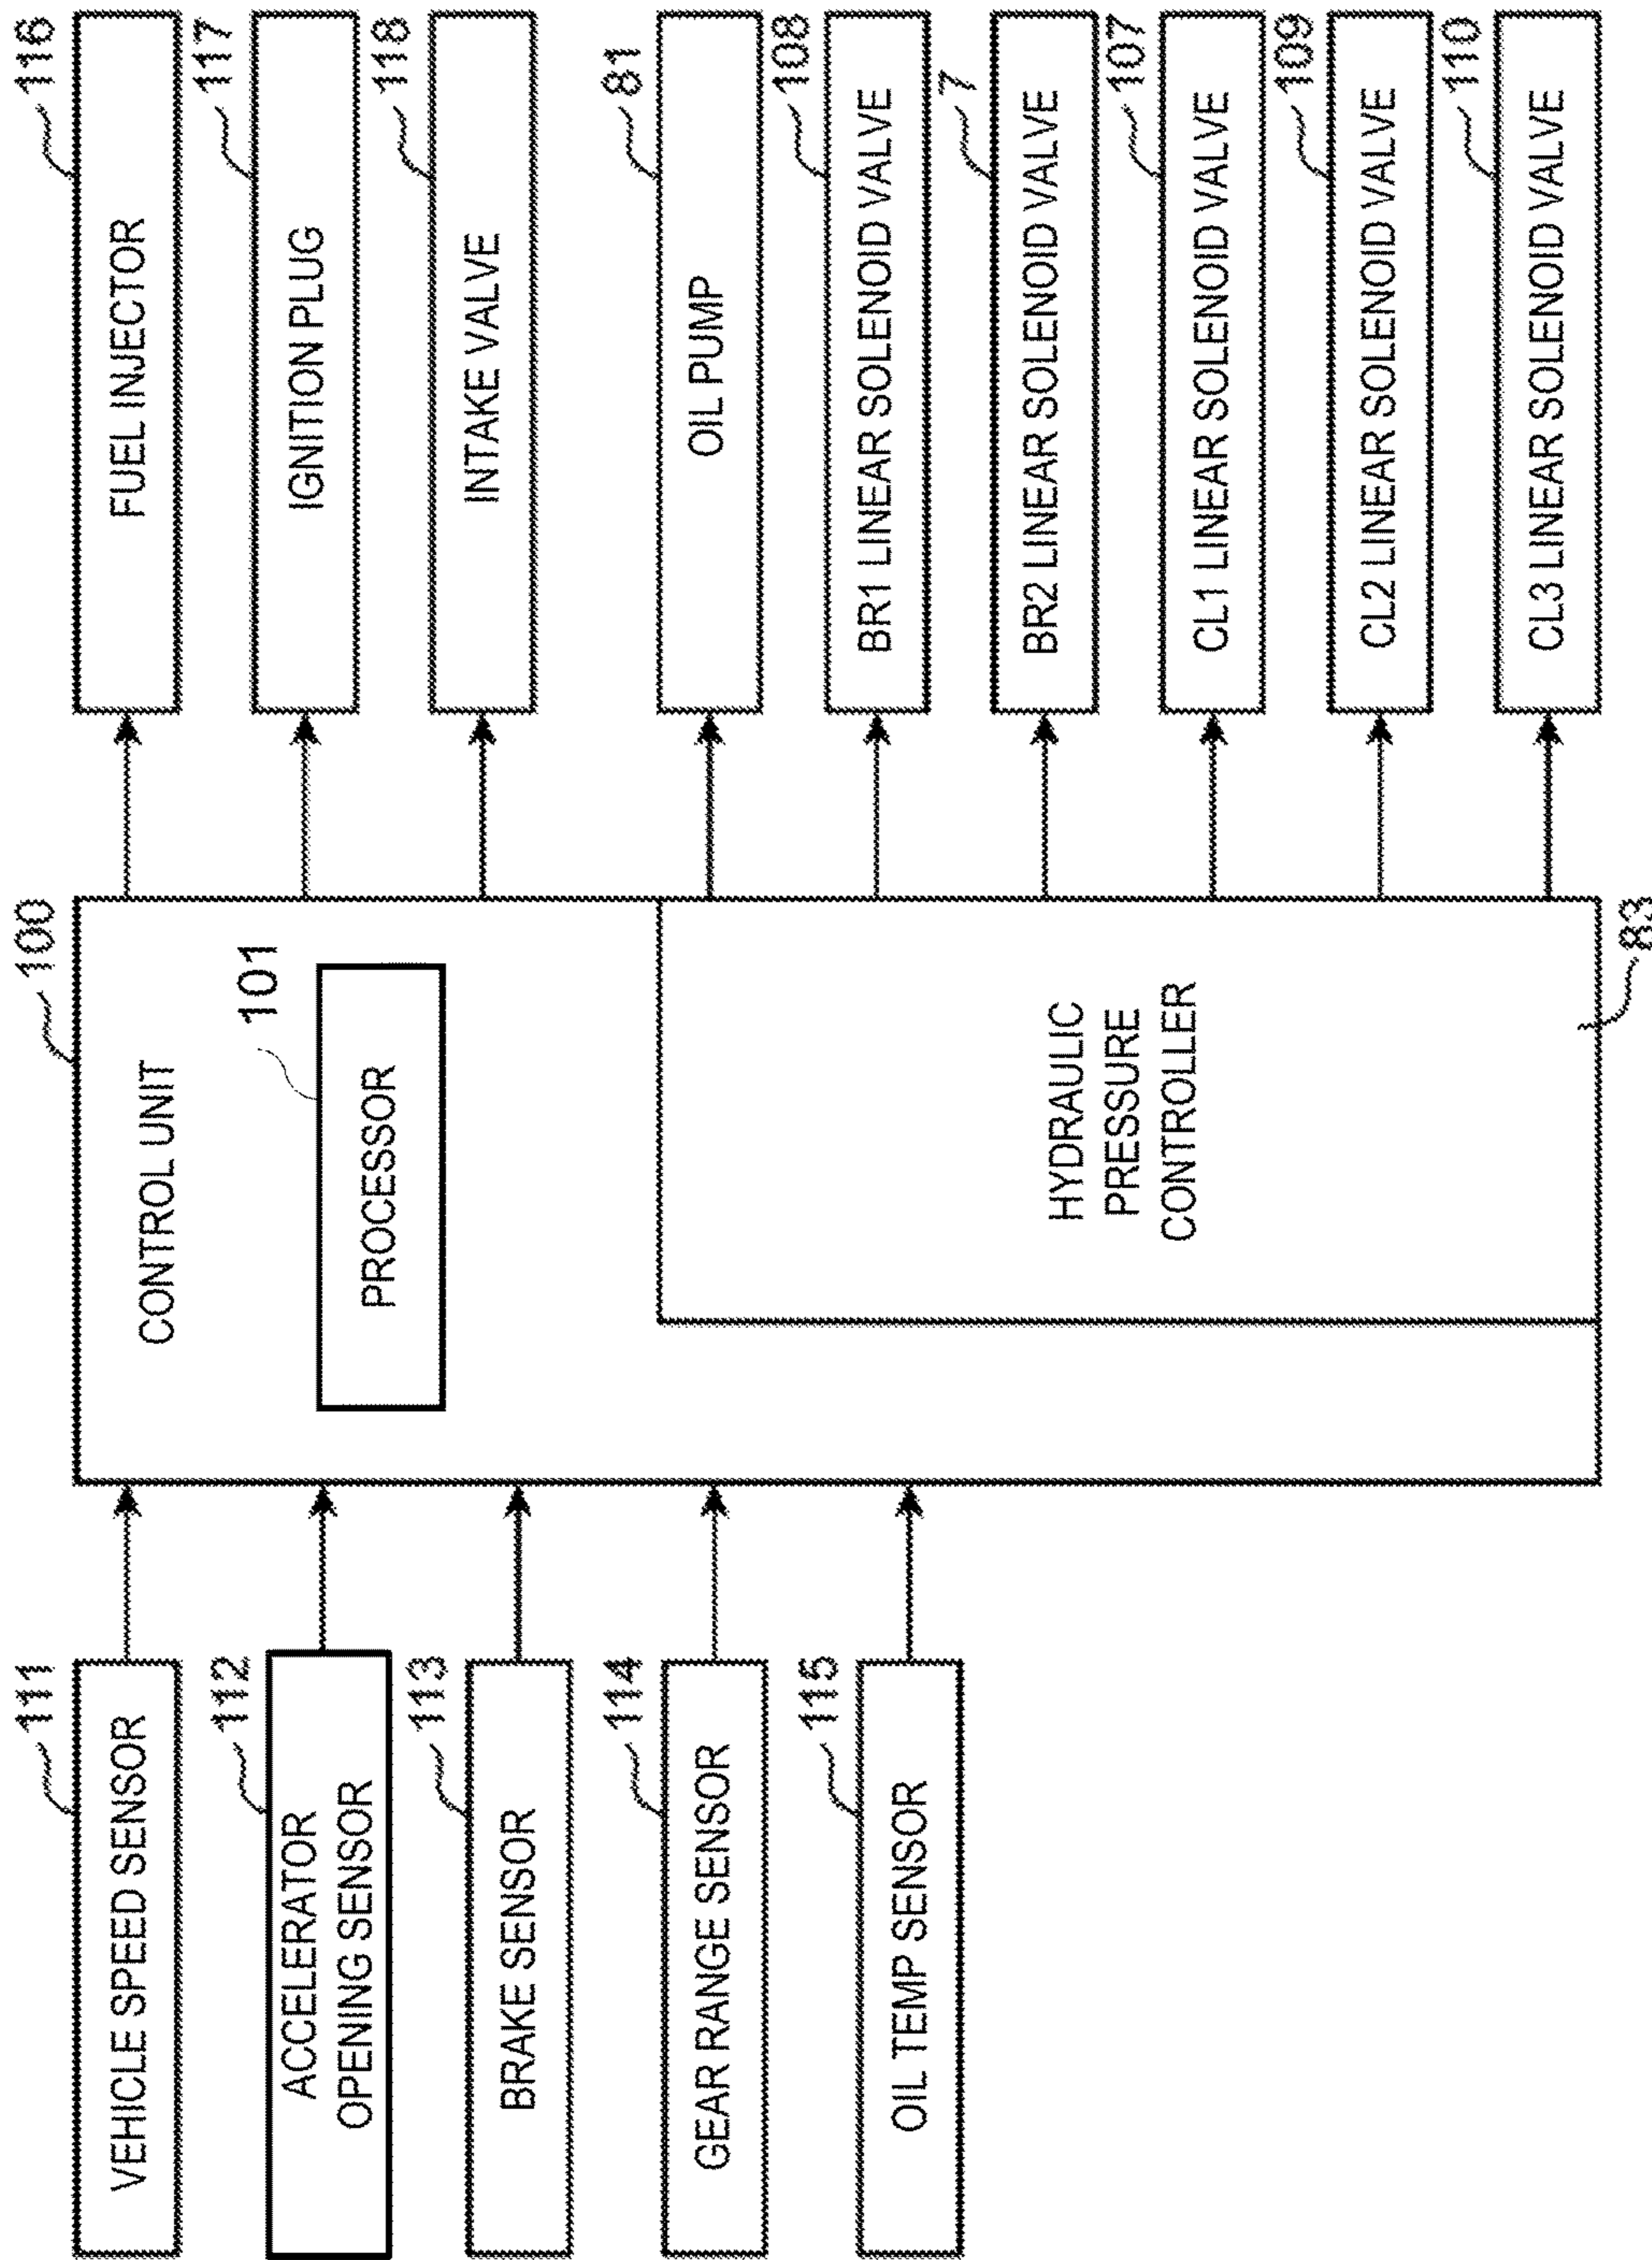 111
VEHICLE SPEED SENSOR
112
ACCELERATOR
OPENING SENSOR
113
BRAKE SENSOR
114
GEAR RANGE SENSOR
115
OIL TEMP SENSOR
100
CONTROL UNIT
101
PROCESSOR
HYDRAULIC
PRESSURE
CONTROLLER
83
116
FUEL INJECTOR
117
IGNITION PLUG
118
INTAKE VALVE
81
OIL PUMP
108
BR1 LINEAR SOLENOID VALVE
7
BR2 LINEAR SOLENOID VALVE
107
CL1 LINEAR SOLENOID VALVE
109
CL2 LINEAR SOLENOID VALVE
110
CL3 LINEAR SOLENOID VALVE